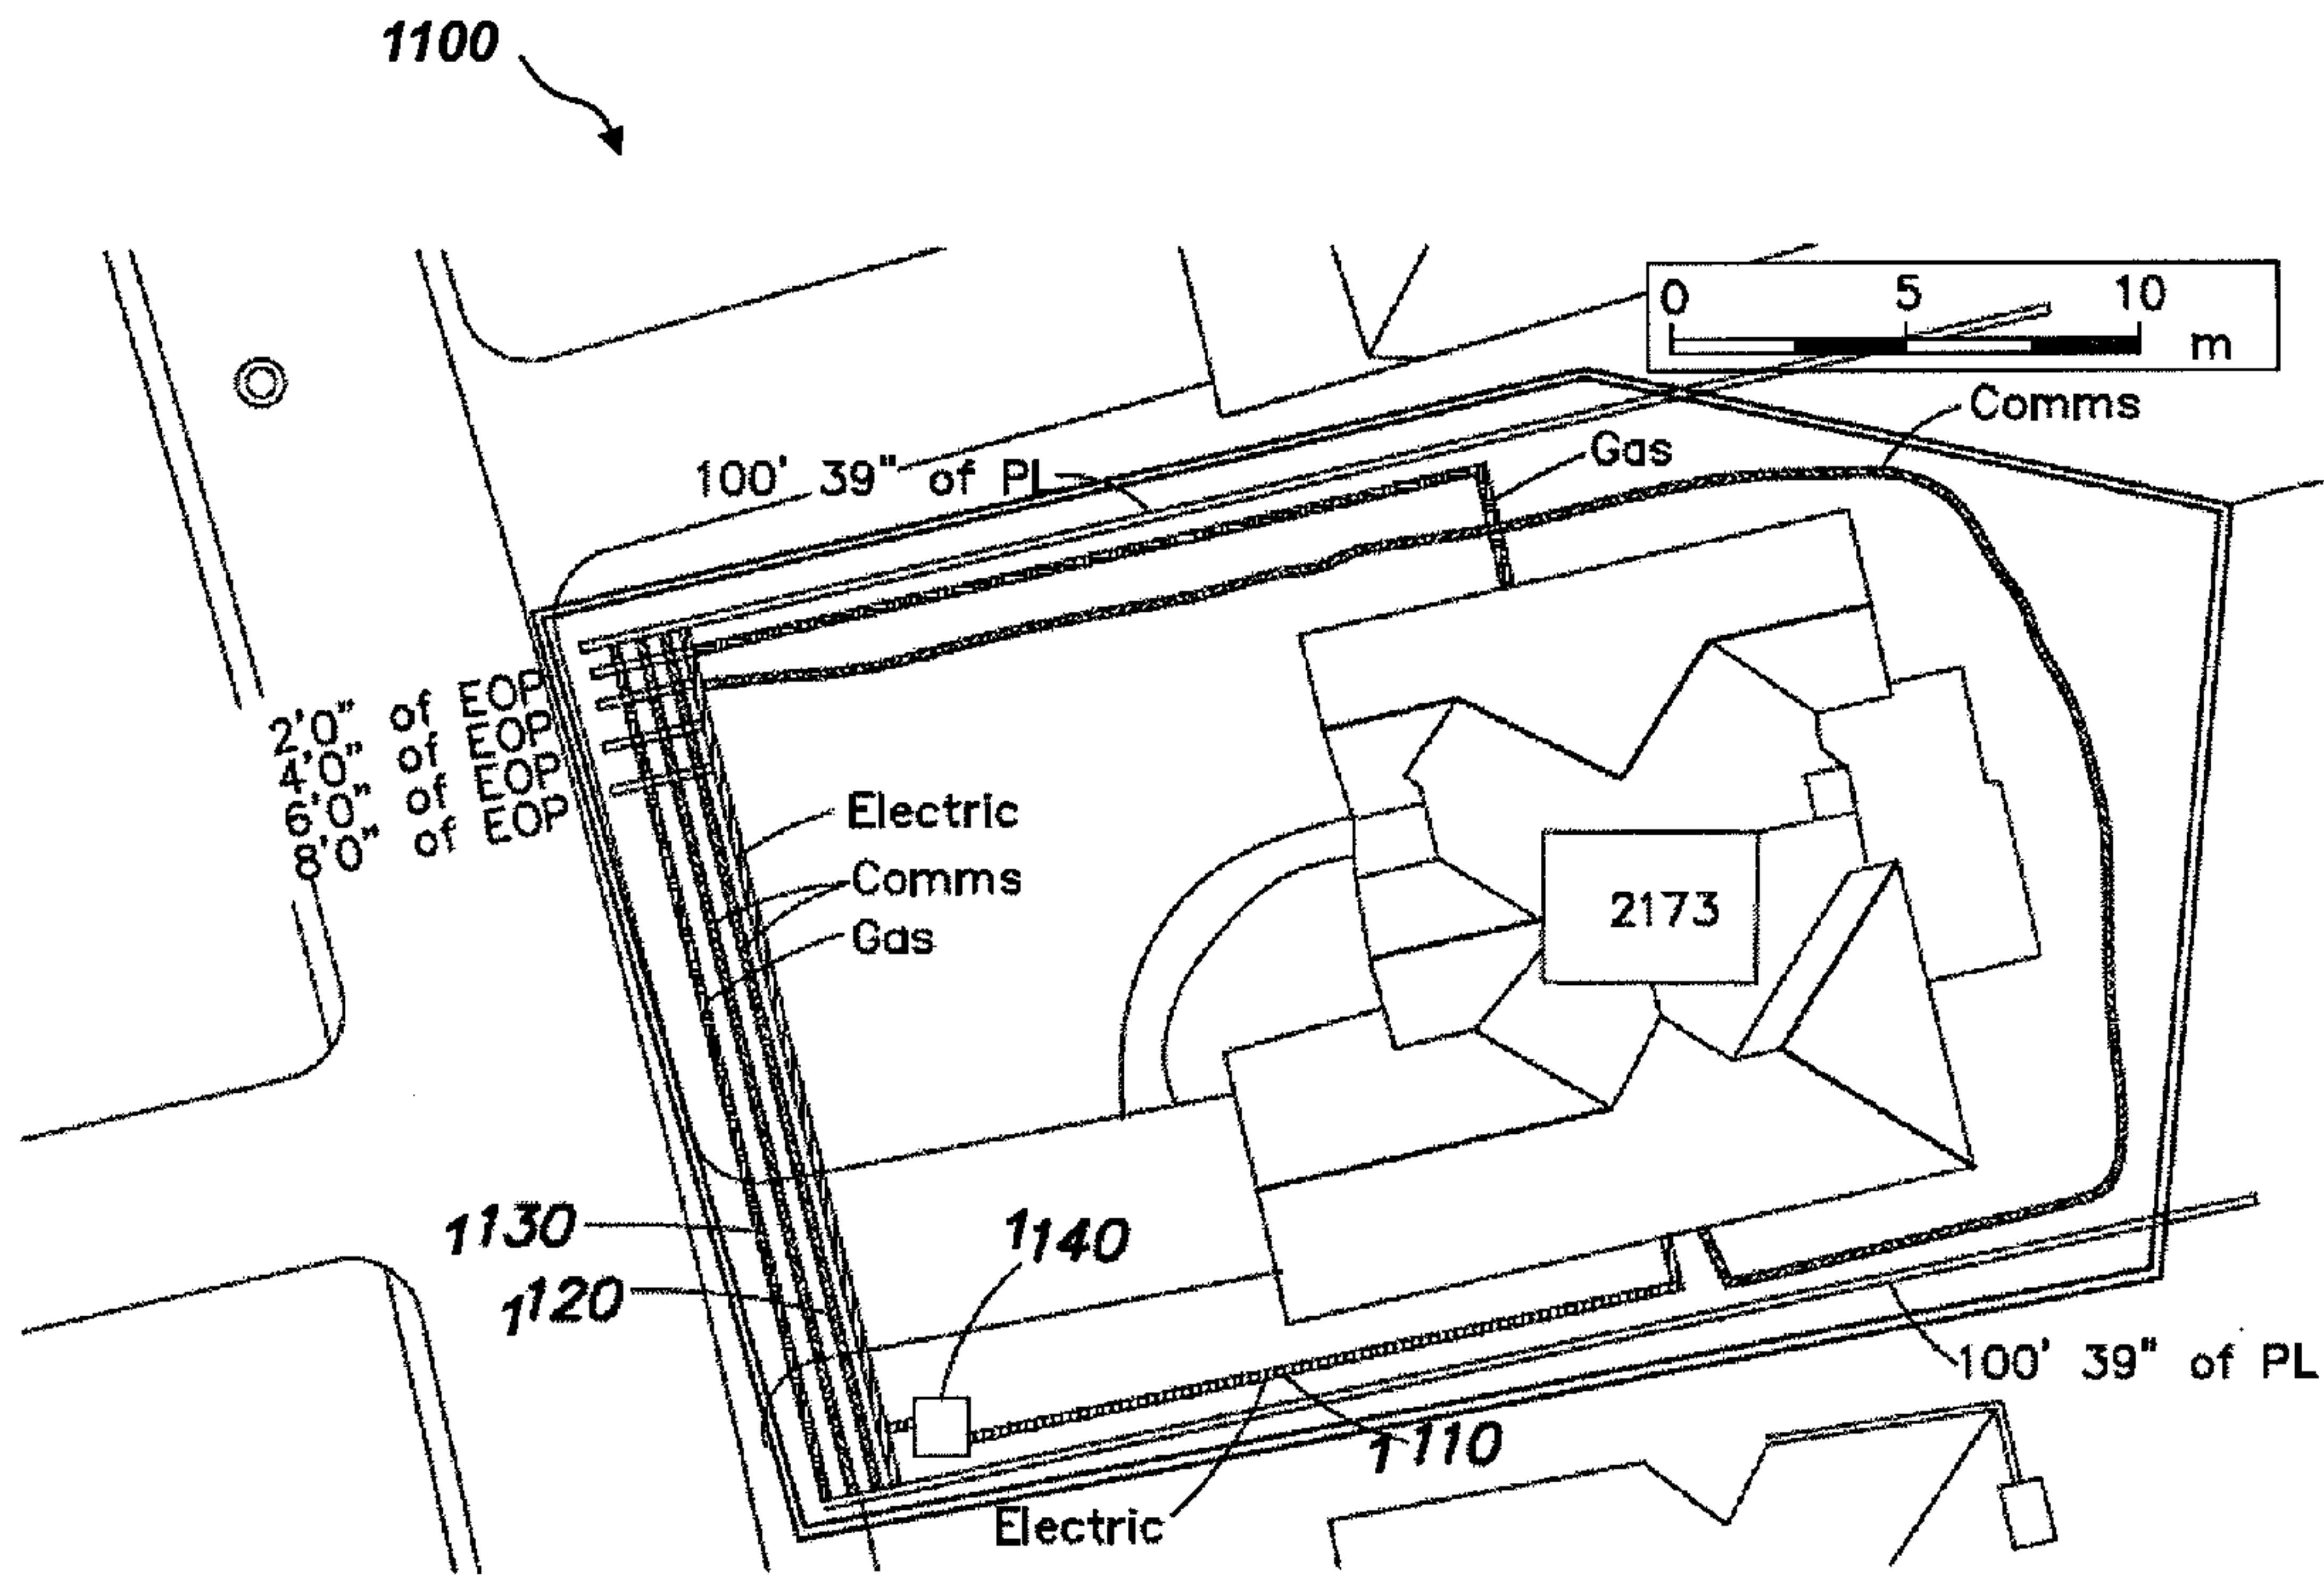 1100
0 5 10
m
Comms
Gas
100' 39" of PL
2'0" of EOP
4'0" of EOP
6'0" of EOP
8'0" of EOP
Electric
Comms
Gas
2173
1130
1140
1120
100' 39" of PL
1110
Electric